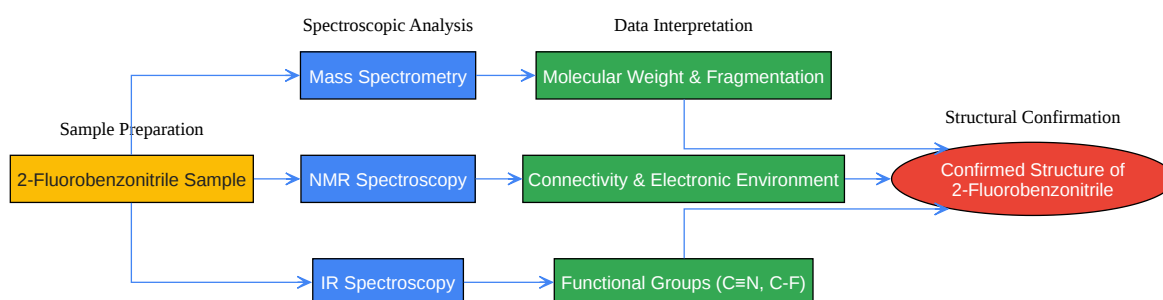 Spectroscopic Analysis
Data Interpretation
Mass Spectrometry
Molecular Weight & Fragmentation
Sample Preparation
Structural Confirmation
2-Fluorobenzonitrile Sample
NMR Spectroscopy
Connectivity & Electronic Environment
Confirmed Structure of
2-Fluorobenzonitrile
IR Spectroscopy
Functional Groups (C≡N, C-F)